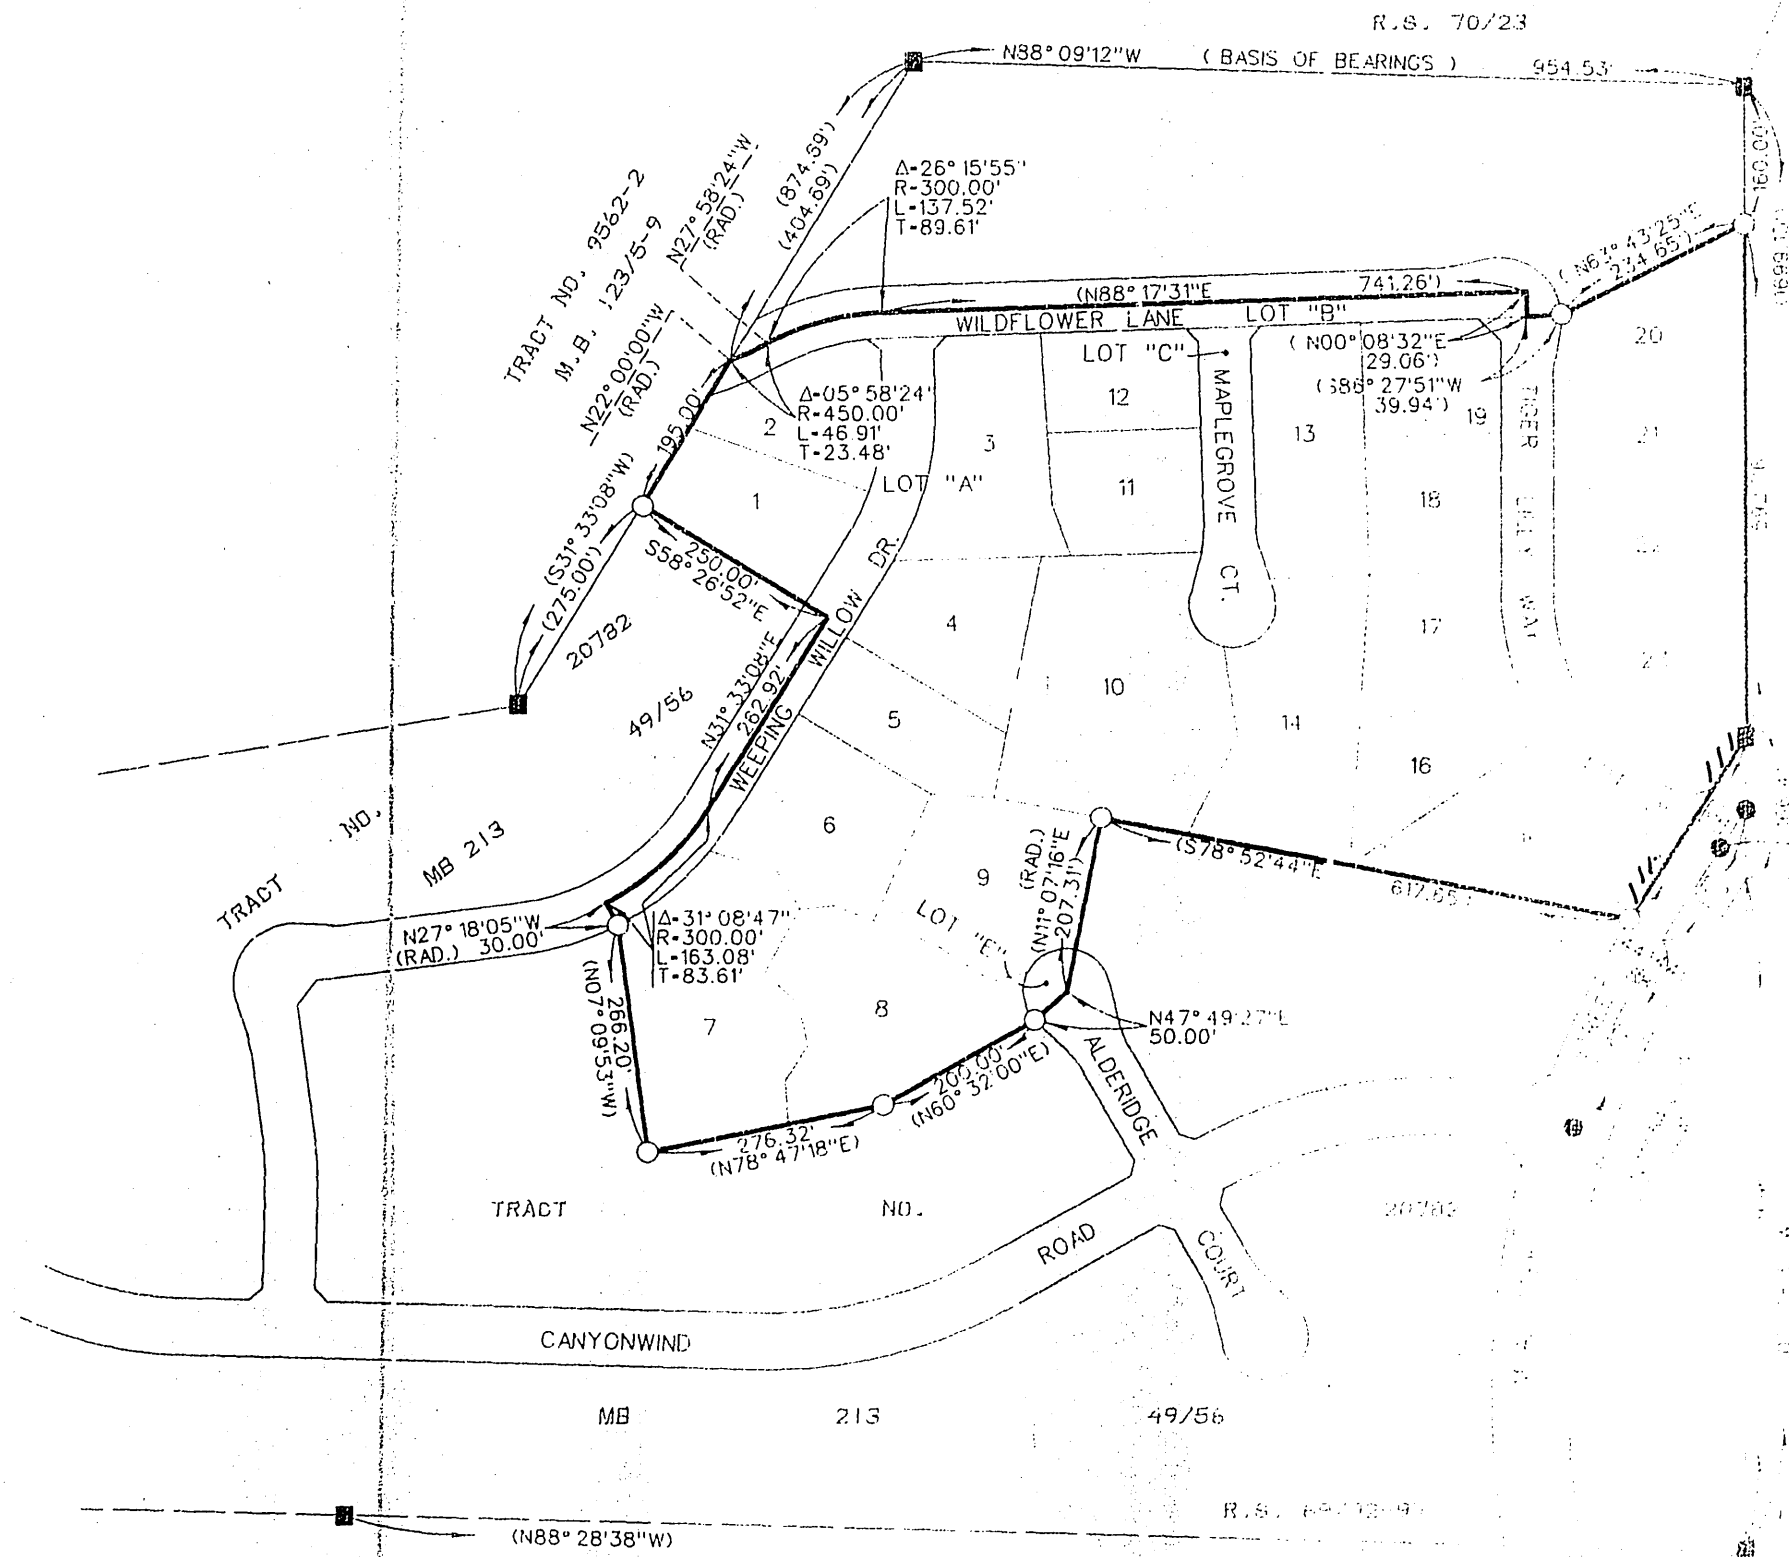 R.S. 70/23
N88°09'12"W ( BASIS OF BEARINGS ) 954.53'
160.00'
(874.69')
(404.69')
TRACT NO. 9562-2
M.B. 123/5-9
N27°58'24"W
(RAD.)
N22°00'00"W
(RAD.)
Δ-26°15'55"
R-300.00'
L-137.52'
T-89.61'
(N63°43'25"E
234.65')
(N88°17'31"E 741.26')
WILDFLOWER LANE LOT "B"
LOT "C"
(N00°08'32"E
29.06')
(S86°27'51"W
39.94')
20
Δ-05°58'24"
R-450.00'
L-46.91'
T-23.48'
195.00'
2
3
12
13
19
21
MAPLEGROVE CT.
TIGER LILY WAY
1
LOT "A"
11
18
(S31°33'08"W)
(275.00')
250.00'
S58°26'52"E
20782
49/56
N31°33'08"E
262.92'
WEEPING WILLOW DR.
4
17
5
10
14
16
6
9
TRACT NO.
MB 213
(S78°52'44"E 617.65')
(N11°07'16"E
(RAD.) 207.31')
LOT "E"
N27°18'05"W
(RAD.) 30.00'
Δ-31°08'47"
R-300.00'
L-163.08'
T-83.61'
266.20'
(N07°09'53"W)
7
8
N47°49'27"E
50.00'
200.00'
(N60°32'00"E)
276.32'
(N78°47'18"E)
ALDERIDGE COURT
TRACT NO. 20782
CANYONWIND ROAD
MB 213 49/56
R.S.
(N88°28'38"W)